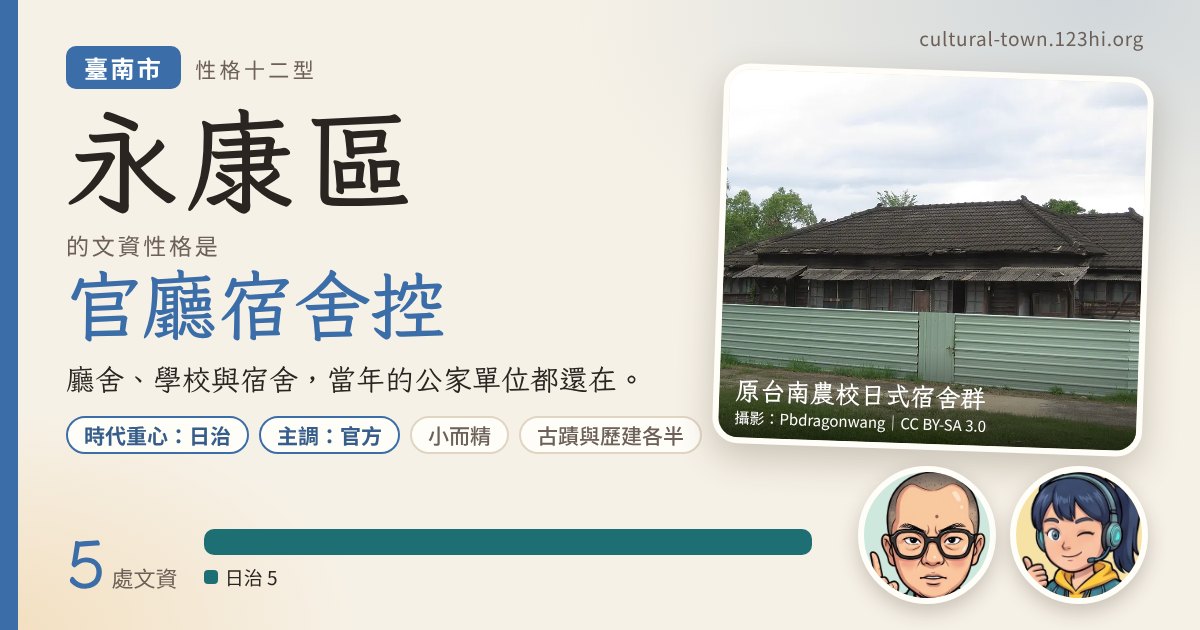 cultural-town.123hi.org
臺南市 性格十二型
永康區
的文資性格是
官廳宿舍控
廳舍、學校與宿舍，當年的公家單位都還在。
時代重心：日治 主調：官方 小而精 古蹟與歷建各半
原台南農校日式宿舍群
攝影：Pbdragonwang｜CC BY-SA 3.0
5 處文資
日治 5